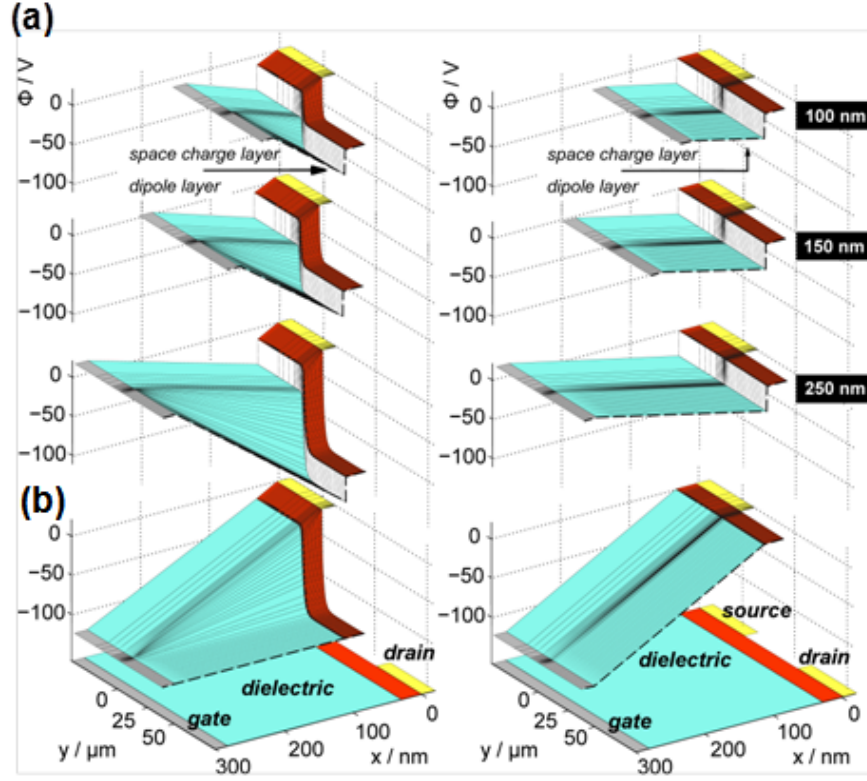 (a)
Φ / V
0
−50
−100
space charge layer
dipole layer
0
−50
−100
0
−50
−100
Φ / V
0
−50
−100
space charge layer
dipole layer
100 nm
0
−50
−100
150 nm
0
−50
−100
250 nm
(b)
0
−50
−100
drain
dielectric
gate
0
25
50
y / µm
300
200
100
0
x / nm
0
−50
−100
source
dielectric
drain
gate
0
25
50
y / µm
300
200
100
0
x / nm